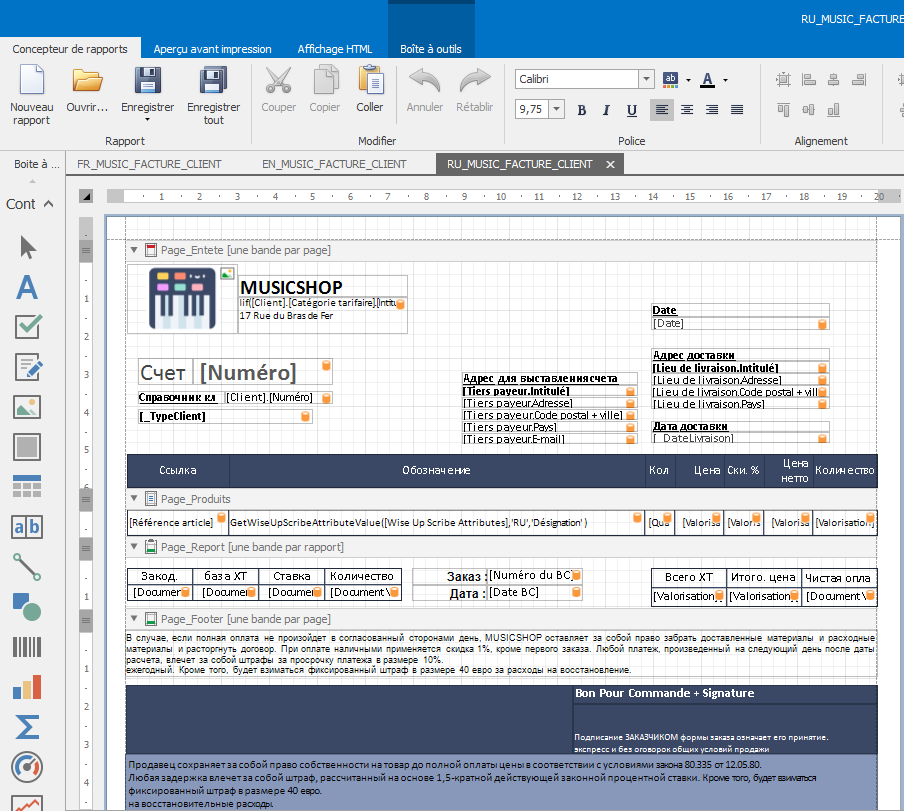 RU_MUSIC_FACTURE
Concepteur de rapports Aperçu avant impression Affichage HTML Boîte à outils
Nouveau rapport Ouvrir... Enregistrer Enregistrer tout Couper Copier Coller Annuler Rétablir
Calibri
9,75 B I U
Rapport Modifier Police Alignement
Boite à ... FR_MUSIC_FACTURE_CLIENT EN_MUSIC_FACTURE_CLIENT RU_MUSIC_FACTURE_CLIENT
Cont
1 2 3 4 5 6 7 8 9 10 11 12 13 14 15 16 17 18 19 20
Page_Entete [une bande par page]
MUSICSHOP
Iif([Client].[Catégorie tarifaire].[Intitu
17 Rue du Bras de Fer
Date
[Date]
Адрес доставки
[Lieu de livraison.Intitulé]
[Lieu de livraison.Adresse]
[Lieu de livraison.Code postal + vill
[Lieu de livraison.Pays]
Дата доставки
[_DateLivraison]
Счет [Numéro]
Справочник кл [Client].[Numéro]
[_TypeClient]
Адрес для выставлениясчета
[Tiers payeur.Intitulé]
[Tiers payeur.Adresse]
[Tiers payeur.Code postal + ville]
[Tiers payeur.Pays]
[Tiers payeur.E-mail]
Ссылка Обозначение Кол Цена Ски. % Цена нетто Количество
Page_Produits
[Référence article] GetWiseUpScribeAttributeValue([Wise Up Scribe Attributes],'RU','Désignation' ) [Qua [Valorisa [Valoris [Valorisa [Valorisation]
Page_Report [une bande par rapport]
Закод. база ХТ Ставка Количество
[Documen [Documen [Documen [Document\
Заказ : [Numéro du BC]
Дата : [Date BC]
Всего ХТ Итого. цена Чистая опла
[Valorisation [Valorisation. [Document\
Page_Footer [une bande par page]
В случае, если полная оплата не произойдет в согласованный сторонами день, MUSICSHOP оставляет за собой право забрать доставленные материалы и расходные
материалы и расторгнуть договор. При оплате наличными применяется скидка 1%, кроме первого заказа. Любой платеж, произведенный на следующий день после даты
расчета, влечет за собой штрафы за просрочку платежа в размере 10%.
ежегодный. Кроме того, будет взиматься фиксированный штраф в размере 40 евро за расходы на восстановление.
Bon Pour Commande + Signature
Подписание ЗАКАЗЧИКОМ формы заказа означает его принятие.
экспресс и без оговорок общих условий продажи
Продавец сохраняет за собой право собственности на товар до полной оплаты цены в соответствии с условиями закона 80.335 от 12.05.80.
Любая задержка влечет за собой штраф, рассчитанный на основе 1,5-кратной действующей законной процентной ставки. Кроме того, будет взиматься
фиксированный штраф в размере 40 евро.
на восстановительные расходы.